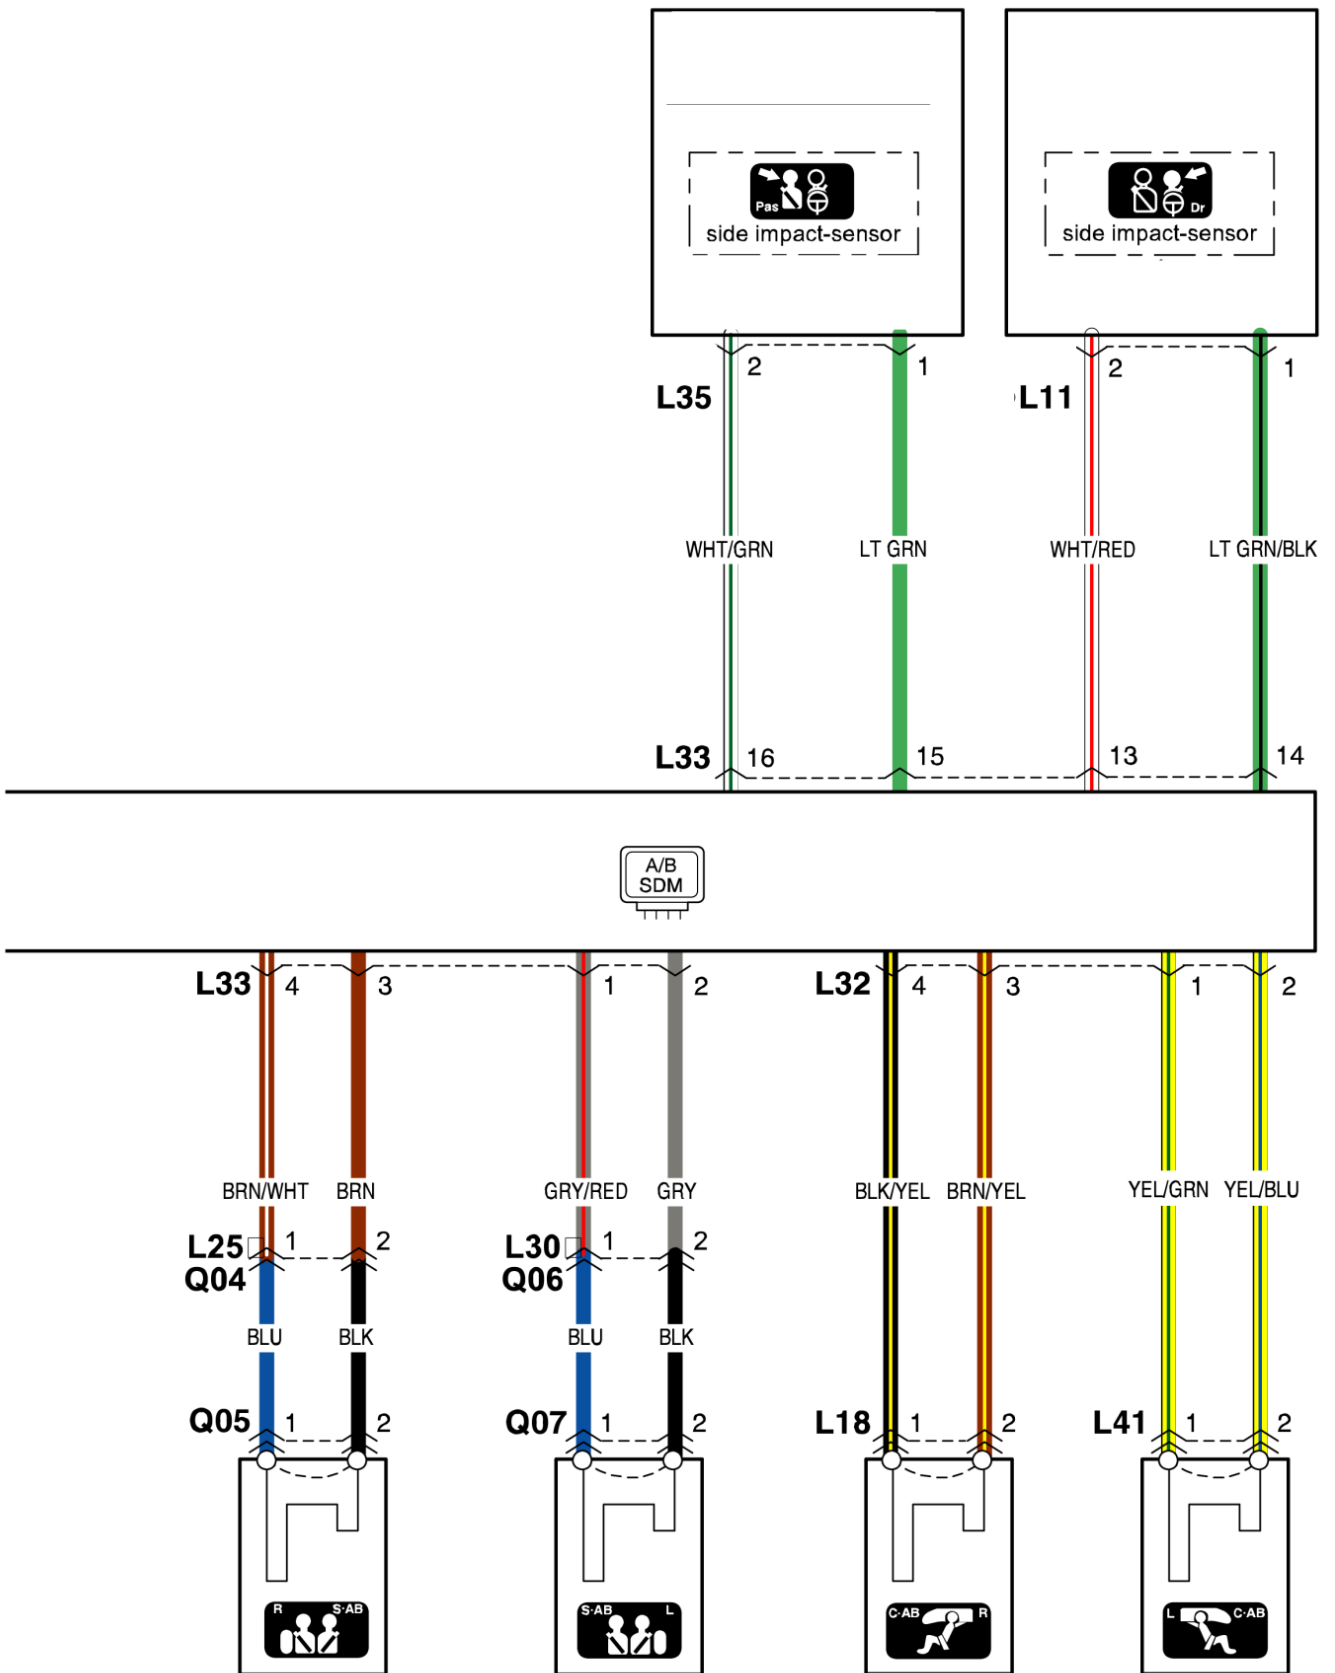 Pas
side impact-sensor
Dr
side impact-sensor
2 1 2 1
L35 L11
WHT/GRN LT GRN WHT/RED LT GRN/BLK
L33 16 15 13 14
A/B
SDM
L33 4 3 1 2 L32 4 3 1 2
BRN/WHT BRN GRY/RED GRY BLK/YEL BRN/YEL YEL/GRN YEL/BLU
L25 1 2 L30 1 2
Q04 Q06
BLU BLK BLU BLK
Q05 1 2 Q07 1 2 L18 1 2 L41 1 2
R S·AB S·AB L C·AB R L C·AB